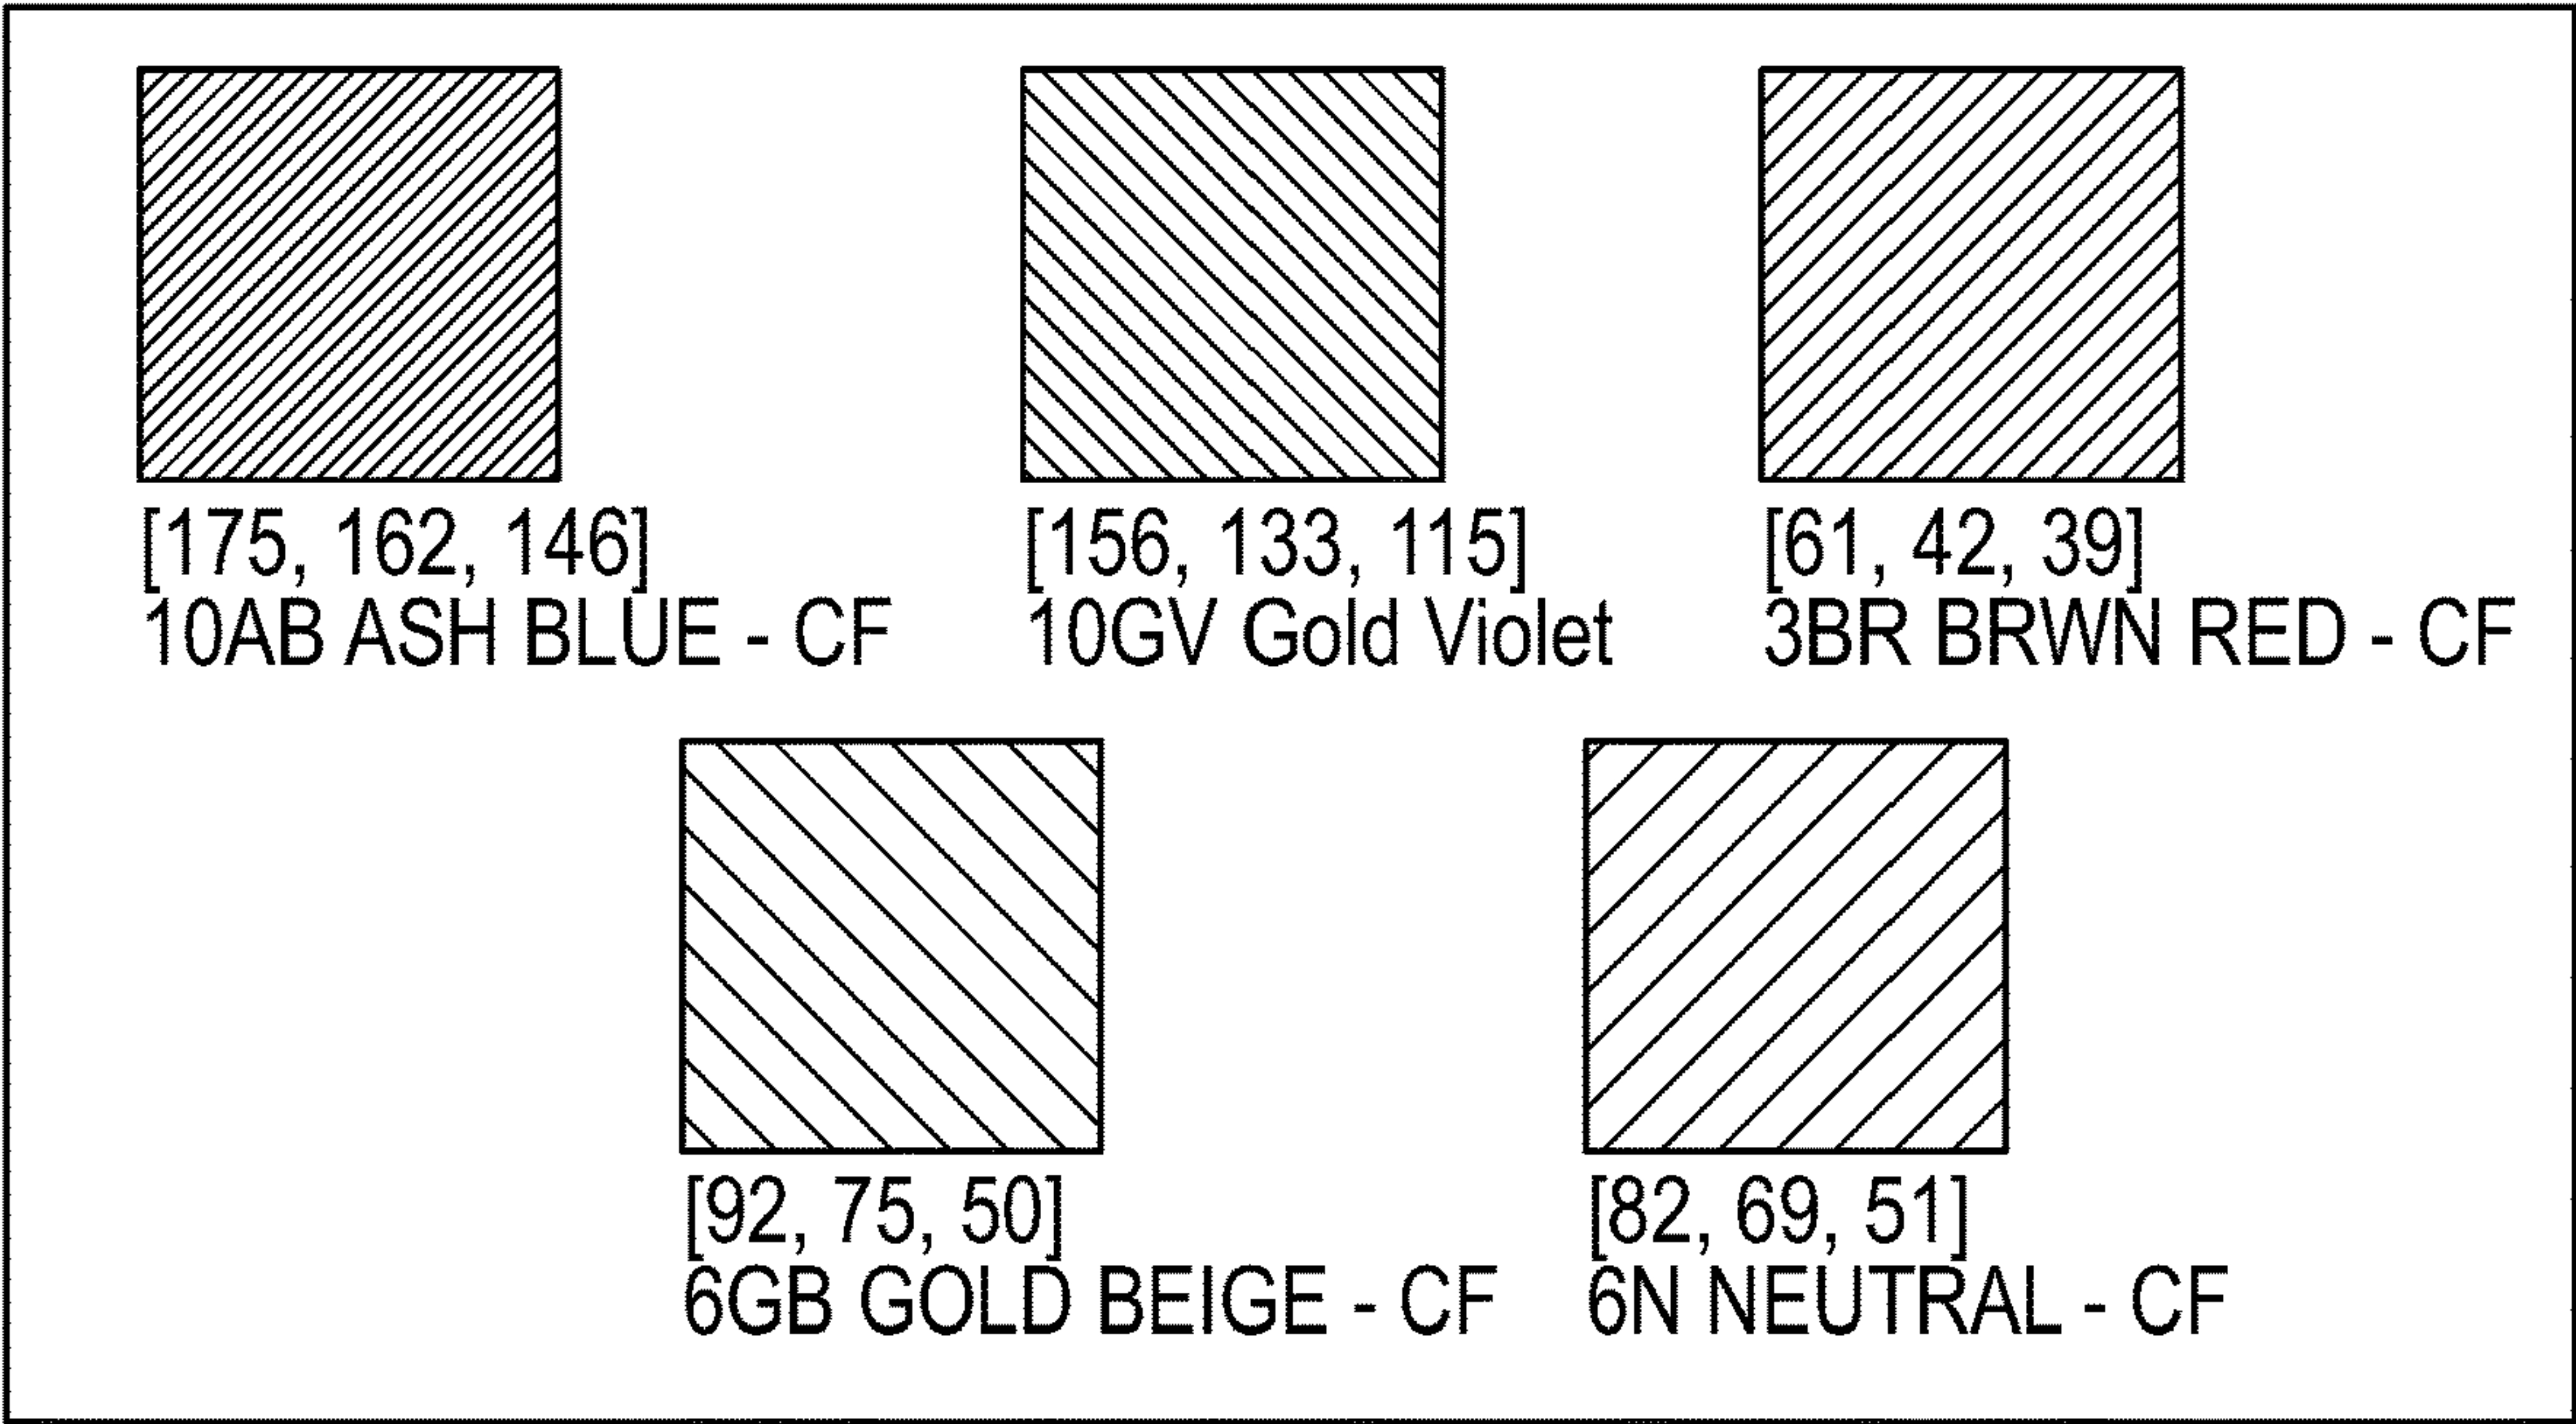 [175, 162, 146]
10AB ASH BLUE - CF
[156, 133, 115]
10GV Gold Violet
[61, 42, 39]
3BR BRWN RED - CF
[92, 75, 50]
6GB GOLD BEIGE - CF
[82, 69, 51]
6N NEUTRAL - CF